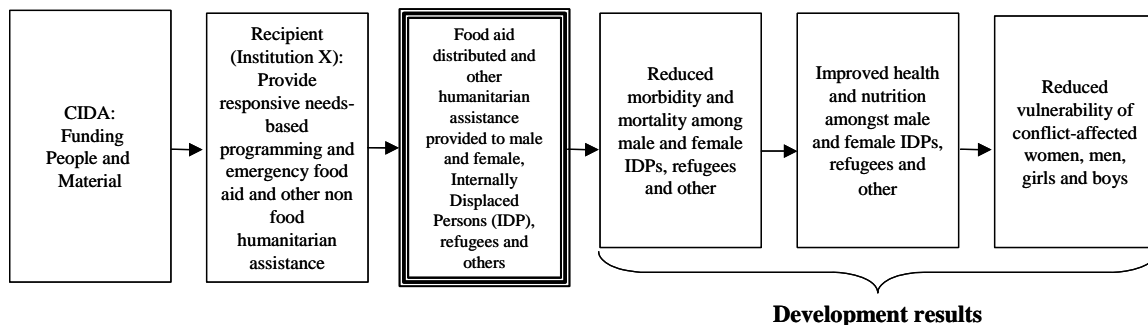 CIDA:
Funding
People and
Material
Recipient
(Institution X):
Provide
responsive needs-
based
programming and
emergency food
aid and other non
food
humanitarian
assistance
Food aid
distributed and
other
humanitarian
assistance
provided to male
and female,
Internally
Displaced
Persons (IDP),
refugees and
others
Reduced
morbidity and
mortality among
male and female
IDPs, refugees
and other
Improved health
and nutrition
amongst male
and female IDPs,
refugees and
other
Reduced
vulnerability of
conflict-affected
women, men,
girls and boys
Development results